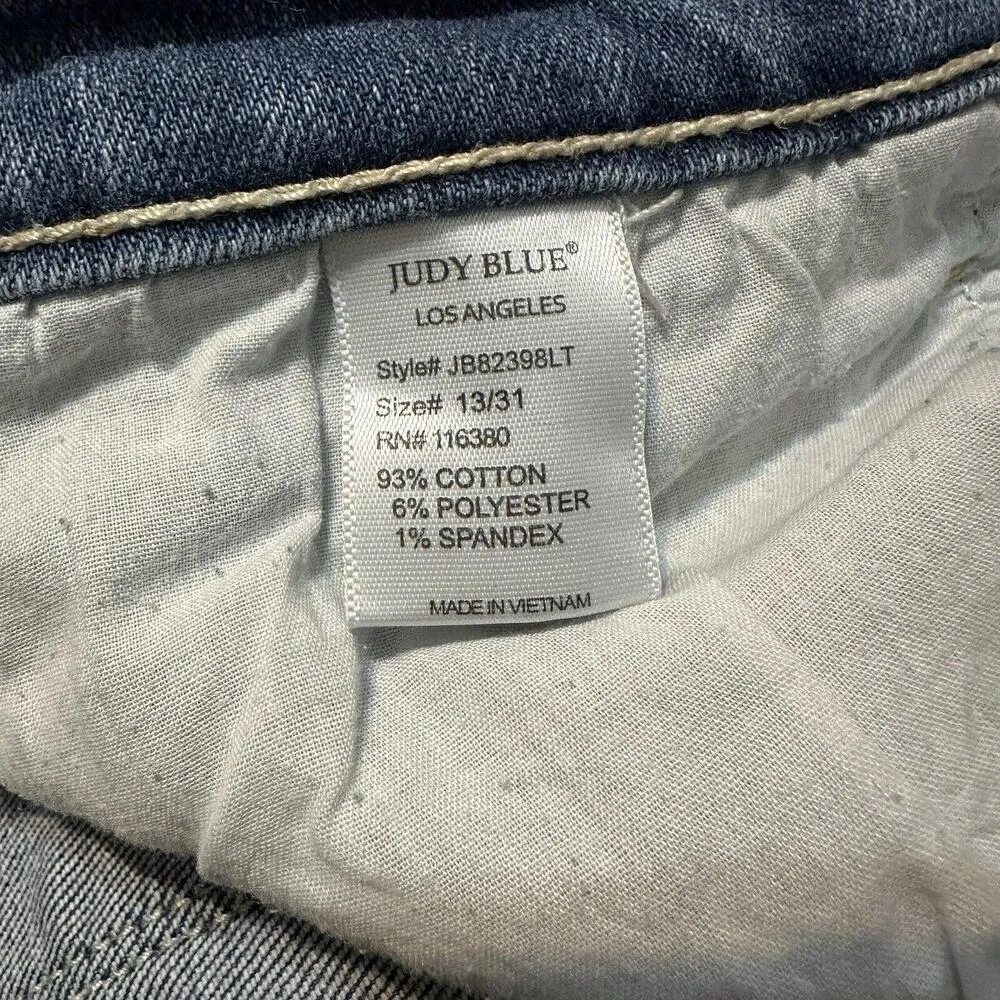 JUDY BLUE®
LOS ANGELES
Style# JB82398LT
Size# 13/31
RN# 116380
93% COTTON
6% POLYESTER
1% SPANDEX
MADE IN VIETNAM